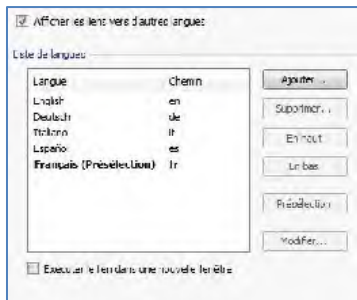 Afficher les liens vers d'autres langues
Liste de langues
Langue Chemin
English en
Deutsch de
Italiano it
Español es
Français (Présélection) fr
Ajouter...
Supprimer...
En haut
En bas
Présélection
Modifier...
Exécuter le lien dans une nouvelle fenêtre